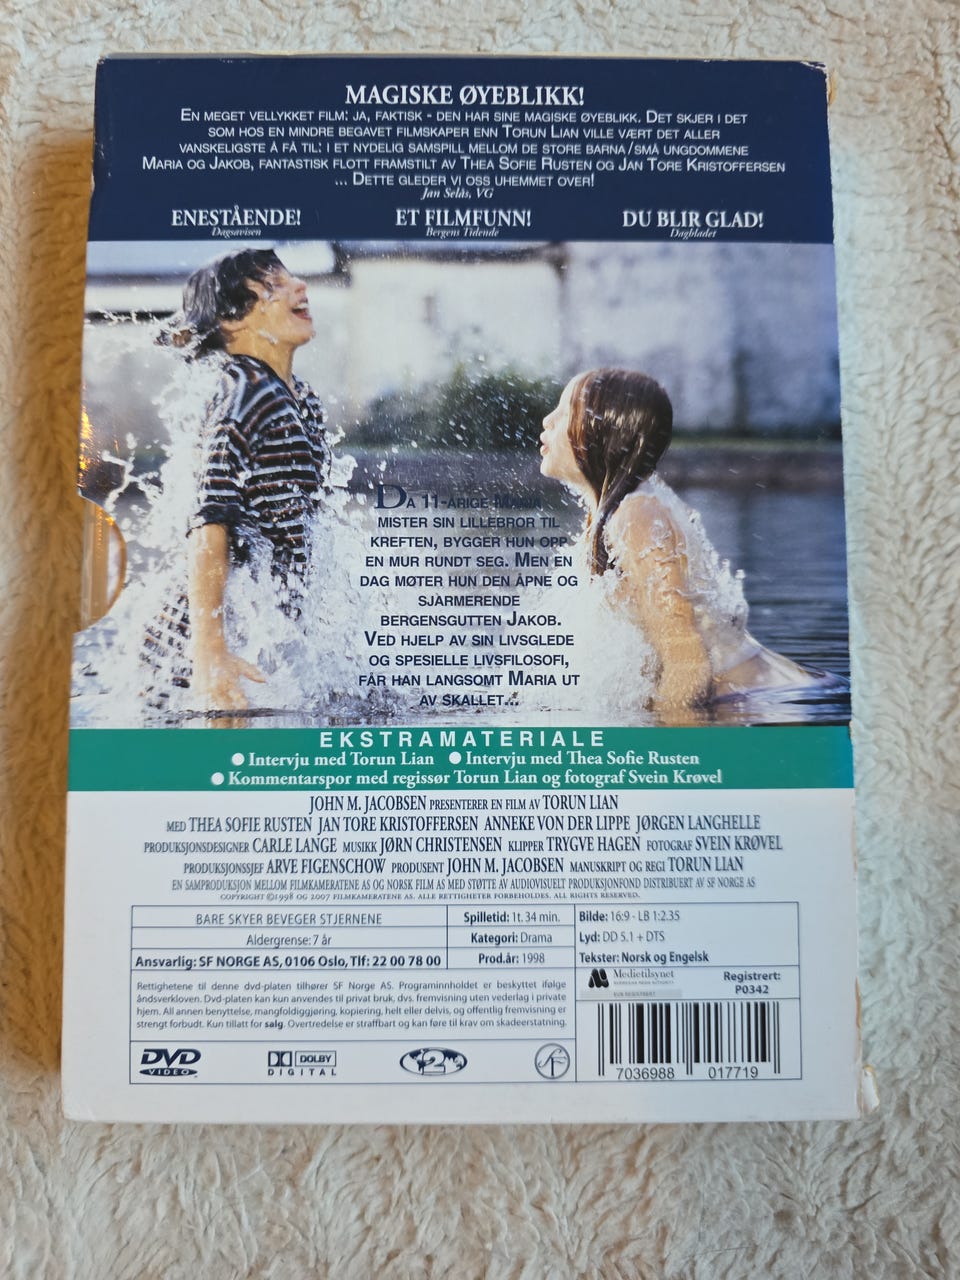 MAGISKE ØYEBLIKK!
EN MEGET VELLYKKET FILM: JA, FAKTISK - DEN HAR SINE MAGISKE ØYEBLIKK. DET SKJER I DET
SOM HOS EN MINDRE BEGAVET FILMSKAPER ENN TORUN LIAN VILLE VÆRT DET ALLER
VANSKELIGSTE Å FÅ TIL: I ET NYDELIG SAMSPILL MELLOM DE STORE BARNA/SMÅ UNGDOMMENE
MARIA OG JAKOB, FANTASTISK FLOTT FRAMSTILT AV THEA SOFIE RUSTEN OG JAN TORE KRISTOFFERSEN
... DETTE GLEDER VI OSS UHEMMET OVER!
Jan Selås, VG
ENESTÅENDE! ET FILMFUNN! DU BLIR GLAD!
Dagsavisen Bergens Tidende Dagbladet
DA 11-ÅRIGE MARIA
MISTER SIN LILLEBROR TIL
KREFTEN, BYGGER HUN OPP
EN MUR RUNDT SEG. MEN EN
DAG MØTER HUN DEN ÅPNE OG
SJARMERENDE
BERGENSGUTTEN JAKOB.
VED HJELP AV SIN LIVSGLEDE
OG SPESIELLE LIVSFILOSOFI,
FÅR HAN LANGSOMT MARIA UT
AV SKALLET...
EKSTRAMATERIALE
● Intervju med Torun Lian ● Intervju med Thea Sofie Rusten
● Kommentarspor med regissør Torun Lian og fotograf Svein Krøvel
JOHN M. JACOBSEN PRESENTERER EN FILM AV TORUN LIAN
MED THEA SOFIE RUSTEN JAN TORE KRISTOFFERSEN ANNEKE VON DER LIPPE JØRGEN LANGHELLE
PRODUKSJONSDESIGNER CARLE LANGE MUSIKK JØRN CHRISTENSEN KLIPPER TRYGVE HAGEN FOTOGRAF SVEIN KRØVEL
PRODUKSJONSSJEF ARVE FIGENSCHOW PRODUSENT JOHN M. JACOBSEN MANUSKRIPT OG REGI TORUN LIAN
EN SAMPRODUKSJON MELLOM FILMKAMERATENE AS OG NORSK FILM AS MED STØTTE AV AUDIOVISUELT PRODUKSJONFOND DISTRIBUERT AV SF NORGE AS
COPYRIGHT ©1998 OG 2007 FILMKAMERATENE AS. ALLE RETTIGHETER FORBEHOLDES. ALL RIGHTS RESERVED.
BARE SKYER BEVEGER STJERNENE
Aldergrense: 7 år
Ansvarlig: SF NORGE AS, 0106 Oslo, Tlf: 22 00 78 00
Spilletid: 1t. 34 min.
Kategori: Drama
Prod.år: 1998
Bilde: 16:9 - LB 1:2.35
Lyd: DD 5.1 + DTS
Tekster: Norsk og Engelsk
Rettighetene til denne dvd-platen tilhører SF Norge AS. Programinnholdet er beskyttet ifølge
åndsverkloven. Dvd-platen kan kun anvendes til privat bruk, dvs. fremvisning uten vederlag i private
hjem. All annen benyttelse, mangfoldiggjøring, kopiering, helt eller delvis, og offentlig fremvisning er
strengt forbudt. Kun tillatt for salg. Overtredelse er straffbart og kan føre til krav om skadeerstatning.
Medietilsynet
NORWEGIAN MEDIA AUTHORITY
KUN REGISTRERT
Registrert:
P0342
DVD
VIDEO
DOLBY
DIGITAL
2
SF
7036988 017719